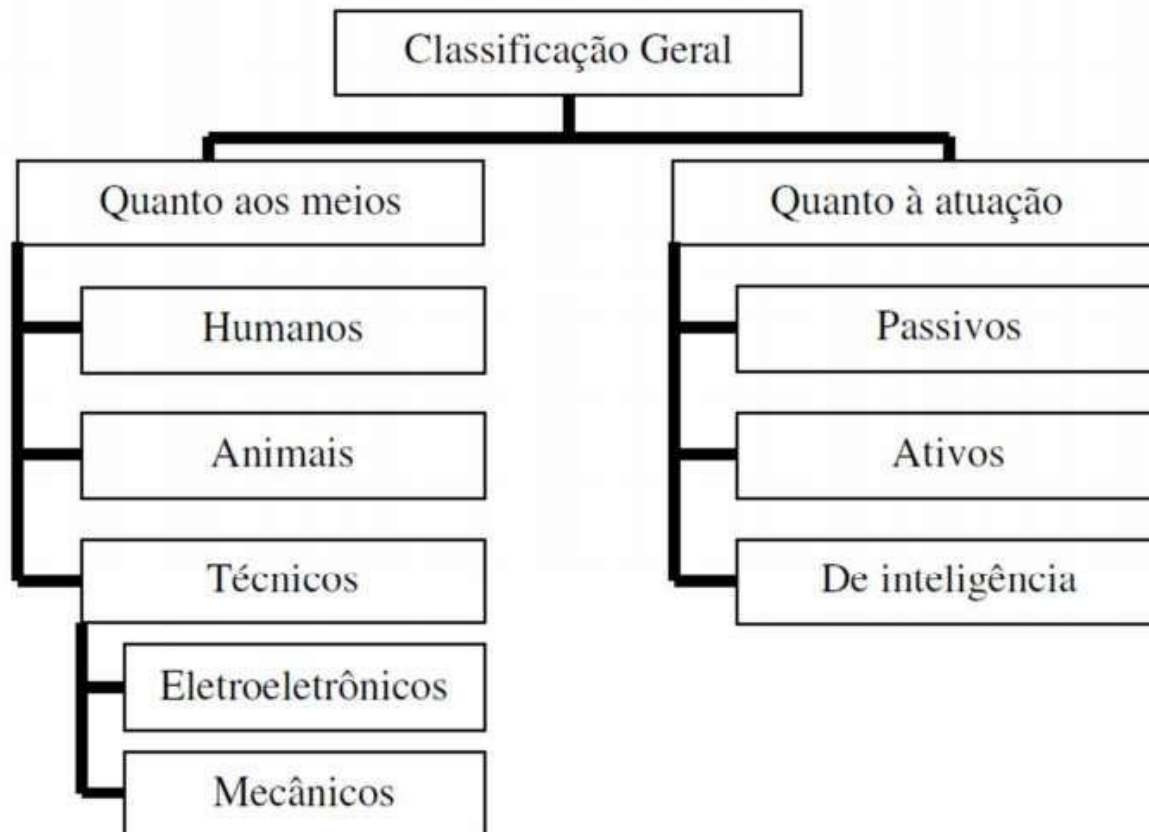 Classificação Geral
Quanto aos meios
Humanos
Animais
Técnicos
Eletroeletrônicos
Mecânicos
Quanto à atuação
Passivos
Ativos
De inteligência